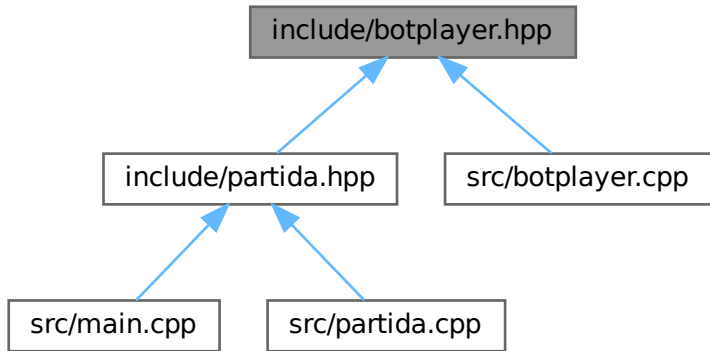 include/botplayer.hpp
include/partida.hpp
src/botplayer.cpp
src/main.cpp
src/partida.cpp